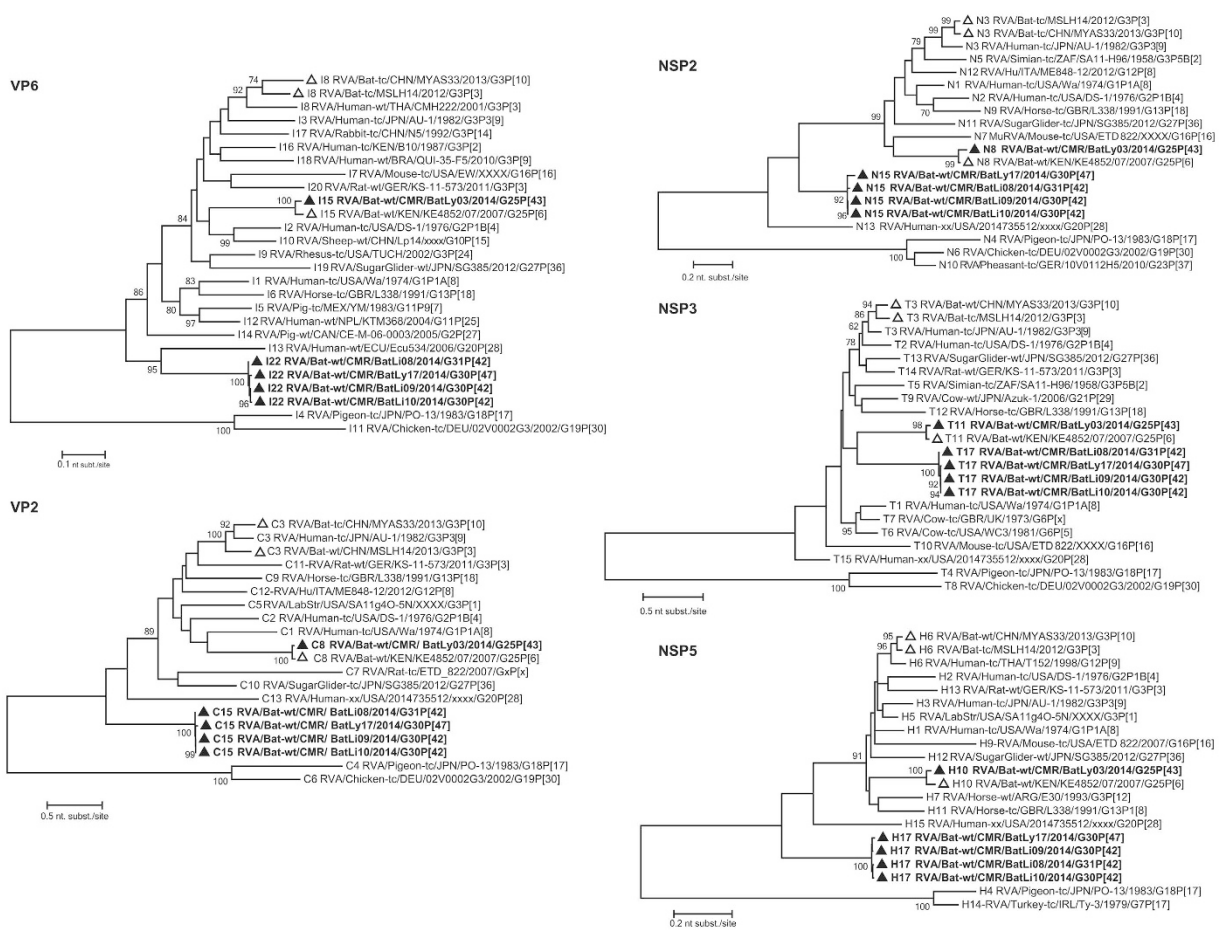 VP6
74
I8 RVA/Bat-tc/CHN/MYAS33/2013/G3P[10]
92
I8 RVA/Bat-tc/MSLH14/2012/G3P[3]
I8 RVA/Human-wt/THA/CMH222/2001/G3P[3]
I3 RVA/Human-tc/JPN/AU-1/1982/G3P3[9]
I17 RVA/Rabbit-tc/CHN/N5/1992/G3P[14]
I16 RVA/Human-tc/KEN/B10/1987/G3P[2]
I18 RVA/Human-wt/BRA/QUI-35-F5/2010/G3P[9]
I7 RVA/Mouse-tc/USA/EW/XXXX/G16P[16]
I20 RVA/Rat-wt/GER/KS-11-573/2011/G3P[3]
100
I15 RVA/Bat-wt/CMR/BatLy03/2014/G25P[43]
I15 RVA/Bat-wt/KEN/KE4852/07/2007/G25P[6]
84
I2 RVA/Human-tc/USA/DS-1/1976/G2P1B[4]
99
I10 RVA/Sheep-wt/CHN/Lp14/xxxx/G10P[15]
I9 RVA/Rhesus-tc/USA/TUCH/2002/G3P[24]
I19 RVA/SugarGlider-wt/JPN/SG385/2012/G27P[36]
83
I1 RVA/Human-tc/USA/Wa/1974/G1P1A[8]
86
I6 RVA/Horse-tc/GBR/L338/1991/G13P[18]
80
I5 RVA/Pig-tc/MEX/YM/1983/G11P9[7]
97
I12 RVA/Human-wt/NPL/KTM368/2004/G11P[25]
I14 RVA/Pig-wt/CAN/CE-M-06-0003/2005/G2P[27]
I13 RVA/Human-wt/ECU/Ecu534/2006/G20P[28]
95
I22 RVA/Bat-wt/CMR/BatLi08/2014/G31P[42]
I22 RVA/Bat-wt/CMR/BatLy17/2014/G30P[47]
100
I22 RVA/Bat-wt/CMR/BatLi09/2014/G30P[42]
96
I22 RVA/Bat-wt/CMR/BatLi10/2014/G30P[42]
I4 RVA/Pigeon-tc/JPN/PO-13/1983/G18P[17]
100
I11 RVA/Chicken-tc/DEU/02V0002G3/2002/G19P[30]
0.1 nt subst./site
VP2
92
C3 RVA/Bat-tc/CHN/MYAS33/2013/G3P[10]
100
C3 RVA/Human-tc/JPN/AU-1/1982/G3P3[9]
C3 RVA/Bat-wt/CHN/MSLH14/2013/G3P[3]
C11-RVA/Rat-wt/GER/KS-11-573/2011/G3P[3]
C9 RVA/Horse-tc/GBR/L338/1991/G13P[18]
C12-RVA/Hu/ITA/ME848-12/2012/G12P[8]
C5 RVA/LabStr/USA/SA11g4O-5N/XXXX/G3P[1]
C2 RVA/Human-tc/USA/DS-1/1976/G2P1B[4]
89
C1 RVA/Human-tc/USA/Wa/1974/G1P1A[8]
C8 RVA/Bat-wt/CMR/ BatLy03/2014/G25P[43]
100
C8 RVA/Bat-wt/KEN/KE4852/07/2007/G25P[6]
C7 RVA/Rat-tc/ETD_822/2007/GxP[x]
C10 RVA/SugarGlider-tc/JPN/SG385/2012/G27P[36]
C13 RVA/Human-xx/USA/2014735512/xxxx/G20P[28]
C15 RVA/Bat-wt/CMR/ BatLi08/2014/G31P[42]
100
C15 RVA/Bat-wt/CMR/ BatLy17/2014/G30P[47]
C15 RVA/Bat-wt/CMR/ BatLi09/2014/G30P[42]
99
C15 RVA/Bat-wt/CMR/ BatLi10/2014/G30P[42]
C4 RVA/Pigeon-tc/JPN/PO-13/1983/G18P[17]
100
C6 RVA/Chicken-tc/DEU/02V0002G3/2002/G19P[30]
0.5 nt. subst./site
NSP2
99
N3 RVA/Bat-tc/MSLH14/2012/G3P[3]
99
N3 RVA/Bat-tc/CHN/MYAS33/2013/G3P[10]
79
N3 RVA/Human-tc/JPN/AU-1/1982/G3P3[9]
N5 RVA/Simian-tc/ZAF/SA11-H96/1958/G3P5B[2]
N12 RVA/Hu/ITA/ME848-12/2012/G12P[8]
N1 RVA/Human-tc/USA/Wa/1974/G1P1A[8]
N2 RVA/Human-tc/USA/DS-1/1976/G2P1B[4]
70
N9 RVA/Horse-tc/GBR/L338/1991/G13P[18]
99
N11 RVA/SugarGlider-tc/JPN/SG385/2012/G27P[36]
N7 MuRVA/Mouse-tc/USA/ETD 822/XXXX/G16P[16]
N8 RVA/Bat-wt/CMR/BatLy03/2014/G25P[43]
99
N8 RVA/Bat-wt/KEN/KE4852/07/2007/G25P[6]
N15 RVA/Bat-wt/CMR/BatLy17/2014/G30P[47]
N15 RVA/Bat-wt/CMR/BatLi08/2014/G31P[42]
92
N15 RVA/Bat-wt/CMR/BatLi09/2014/G30P[42]
96
N15 RVA/Bat-wt/CMR/BatLi10/2014/G30P[42]
N13 RVA/Human-xx/USA/2014735512/xxxx/G20P[28]
N4 RVA/Pigeon-tc/JPN/PO-13/1983/G18P[17]
100
N6 RVA/Chicken-tc/DEU/02V0002G3/2002/G19P[30]
N10 RVA/Pheasant-tc/GER/10V0112H5/2010/G23P[37]
0.2 nt. subst./site
NSP3
94
T3 RVA/Bat-wt/CHN/MYAS33/2013/G3P[10]
86
T3 RVA/Bat-tc/MSLH14/2012/G3P[3]
62
T3 RVA/Human-tc/JPN/AU-1/1982/G3P3[9]
78
T2 RVA/Human-tc/USA/DS-1/1976/G2P1B[4]
T13 RVA/SugarGlider-wt/JPN/SG385/2012/G27P[36]
T14 RVA/Rat-wt/GER/KS-11-573/2011/G3P[3]
T5 RVA/Simian-tc/ZAF/SA11-H96/1958/G3P5B[2]
T9 RVA/Cow-wt/JPN/Azuk-1/2006/G21P[29]
T12 RVA/Horse-tc/GBR/L338/1991/G13P[18]
98
T11 RVA/Bat-wt/CMR/BatLy03/2014/G25P[43]
T11 RVA/Bat-wt/KEN/KE4852/07/2007/G25P[6]
T17 RVA/Bat-wt/CMR/BatLi08/2014/G31P[42]
100
T17 RVA/Bat-wt/CMR/BatLy17/2014/G30P[47]
92
T17 RVA/Bat-wt/CMR/BatLi09/2014/G30P[42]
94
T17 RVA/Bat-wt/CMR/BatLi10/2014/G30P[42]
T1 RVA/Human-tc/USA/Wa/1974/G1P1A[8]
T7 RVA/Cow-tc/GBR/UK/1973/G6P[x]
95
T6 RVA/Cow-tc/USA/WC3/1981/G6P[5]
T10 RVA/Mouse-tc/USA/ETD 822/XXXX/G16P[16]
T15 RVA/Human-xx/USA/2014735512/xxxx/G20P[28]
T4 RVA/Pigeon-tc/JPN/PO-13/1983/G18P[17]
100
T8 RVA/Chicken-tc/DEU/02V0002G3/2002/G19P[30]
0.5 nt subst./site
NSP5
95
H6 RVA/Bat-wt/CHN/MYAS33/2013/G3P[10]
96
H6 RVA/Bat-tc/MSLH14/2012/G3P[3]
H6 RVA/Human-tc/THA/T152/1998/G12P[9]
H2 RVA/Human-tc/USA/DS-1/1976/G2P1B[4]
H13 RVA/Rat-wt/GER/KS-11-573/2011/G3P[3]
H3 RVA/Human-tc/JPN/AU-1/1982/G3P3[9]
H5 RVA/LabStr/USA/SA11g4O-5N/XXXX/G3P[1]
H1 RVA/Human-tc/USA/Wa/1974/G1P1A[8]
H9-RVA/Mouse-tc/USA/ETD 822/2007/G16P[16]
91
H12 RVA/SugarGlider-wt/JPN/SG385/2012/G27P[36]
100
H10 RVA/Bat-wt/CMR/BatLy03/2014/G25P[43]
H10 RVA/Bat-wt/KEN/KE4852/07/2007/G25P[6]
H7 RVA/Horse-wt/ARG/E30/1993/G3P[12]
H11 RVA/Horse-tc/GBR/L338/1991/G13P1[8]
H15 RVA/Human-xx/USA/2014735512/xxxx/G20P[28]
H17 RVA/Bat-wt/CMR/BatLy17/2014/G30P[47]
H17 RVA/Bat-wt/CMR/BatLi09/2014/G30P[42]
H17 RVA/Bat-wt/CMR/BatLi08/2014/G31P[42]
100
H17 RVA/Bat-wt/CMR/BatLi10/2014/G30P[42]
H4 RVA/Pigeon-tc/JPN/PO-13/1983/G18P[17]
100
H14-RVA/Turkey-tc/IRL/Ty-3/1979/G7P[17]
0.2 nt subst./site